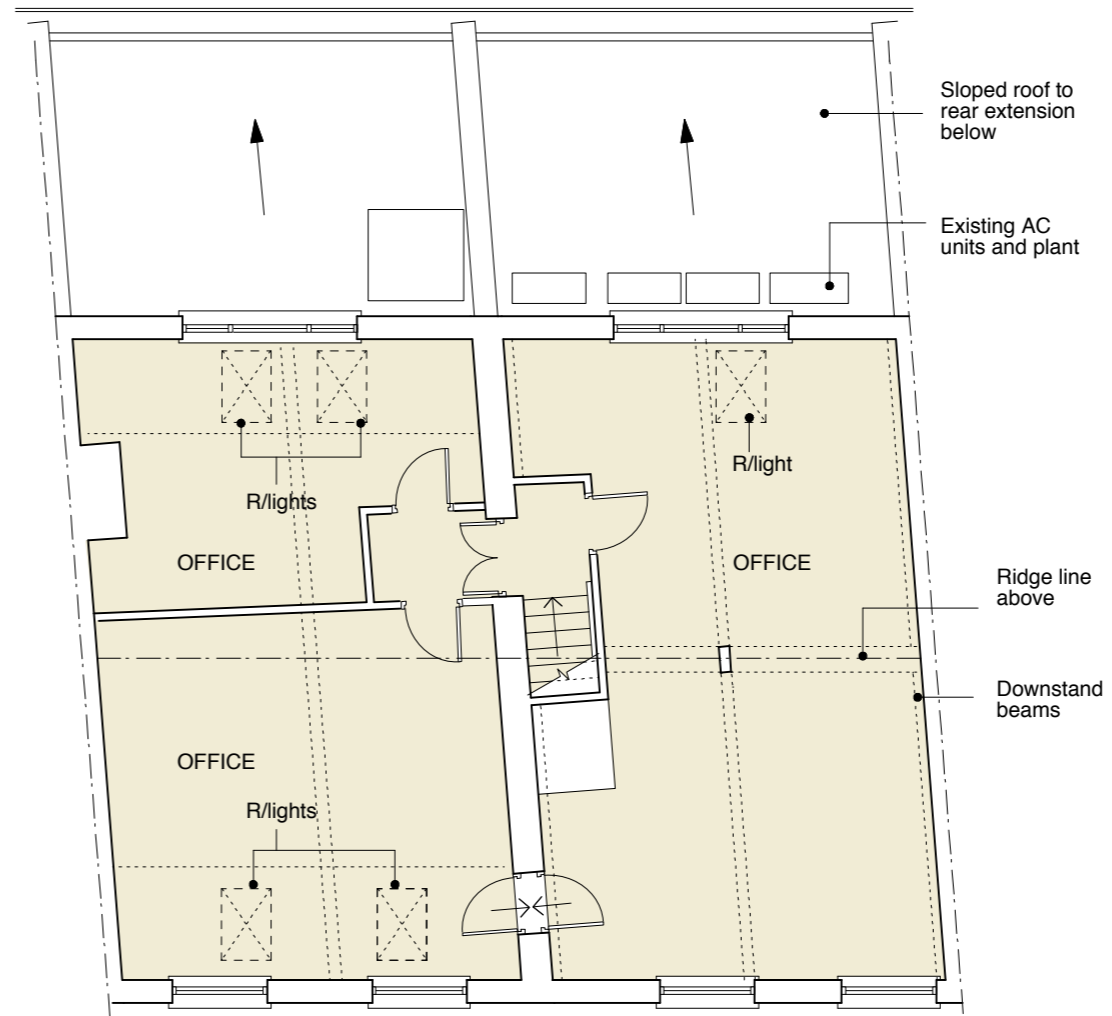 Sloped roof to
rear extension
below
Existing AC
units and plant
R/light
R/lights
OFFICE
OFFICE
Ridge line
above
Downstand
beams
OFFICE
R/lights